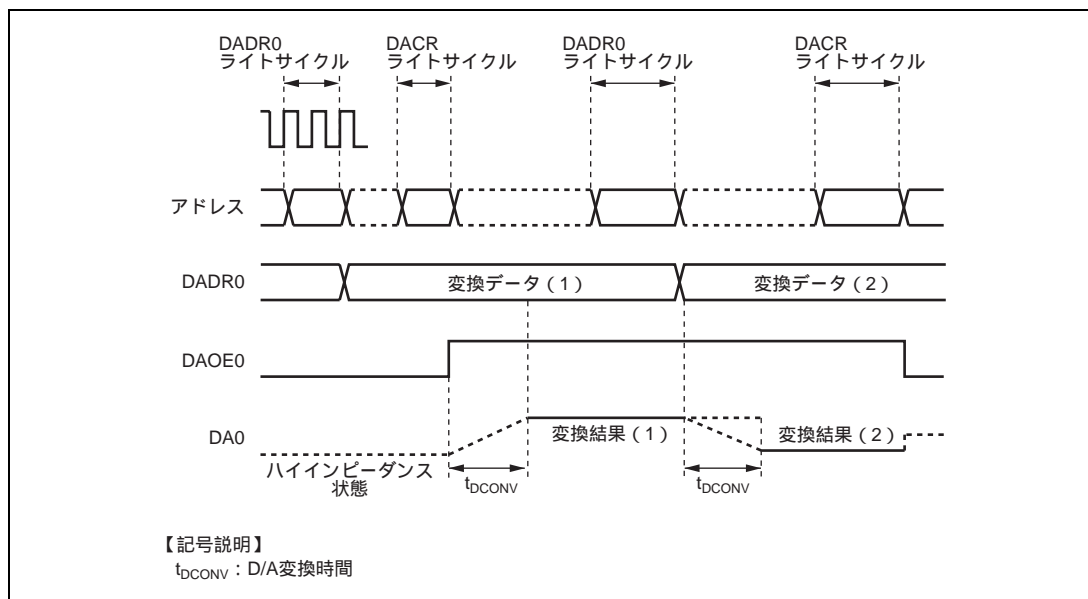 DADR0
ライトサイクル
DACR
ライトサイクル
DADR0
ライトサイクル
DACR
ライトサイクル
アドレス
DADR0
変換データ（1）
変換データ（2）
DAOE0
DA0
変換結果（1）
変換結果（2）
ハイインピーダンス
状態
tDCONV
tDCONV
【記号説明】
tDCONV：D/A変換時間